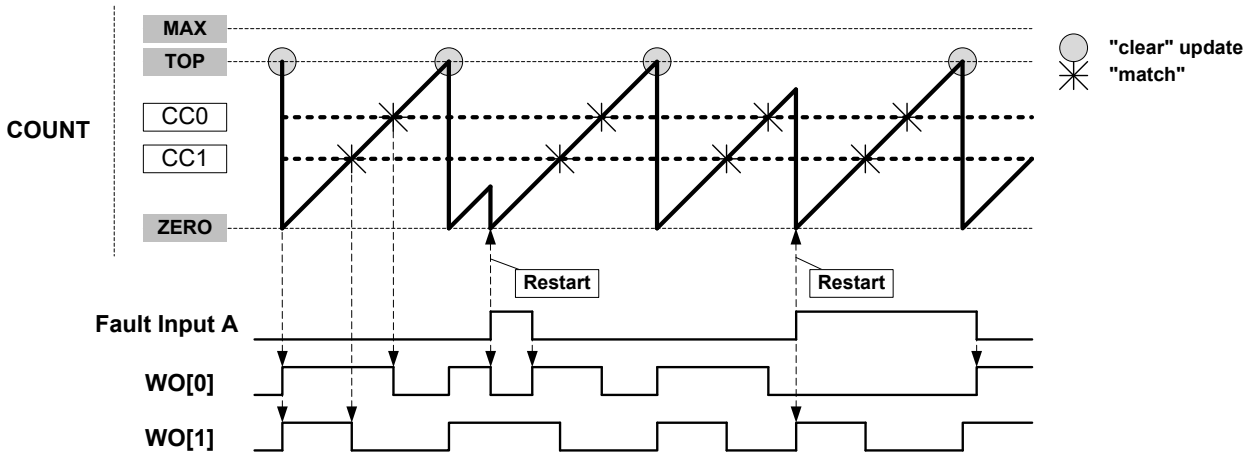 MAX
"clear" update
TOP
"match"
CC0
COUNT
CC1
ZERO
Restart
Restart
Fault Input A
WO[0]
WO[1]